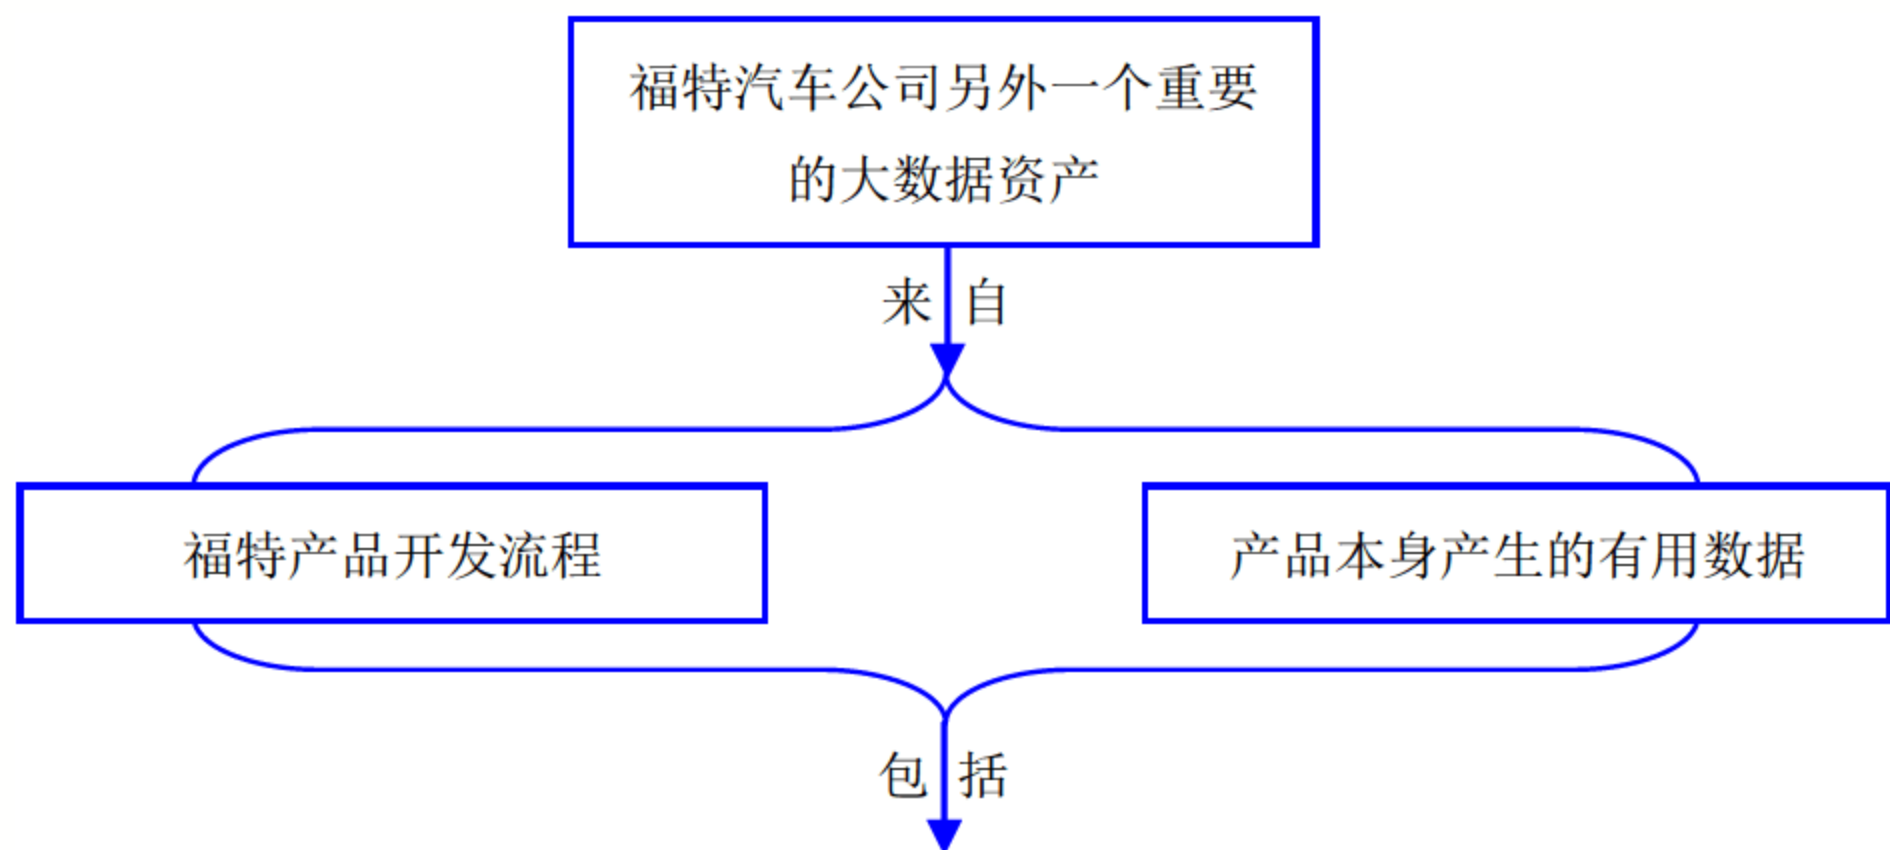 福特汽车公司另外一个重要
的大数据资产
来自
福特产品开发流程
产品本身产生的有用数据
包括